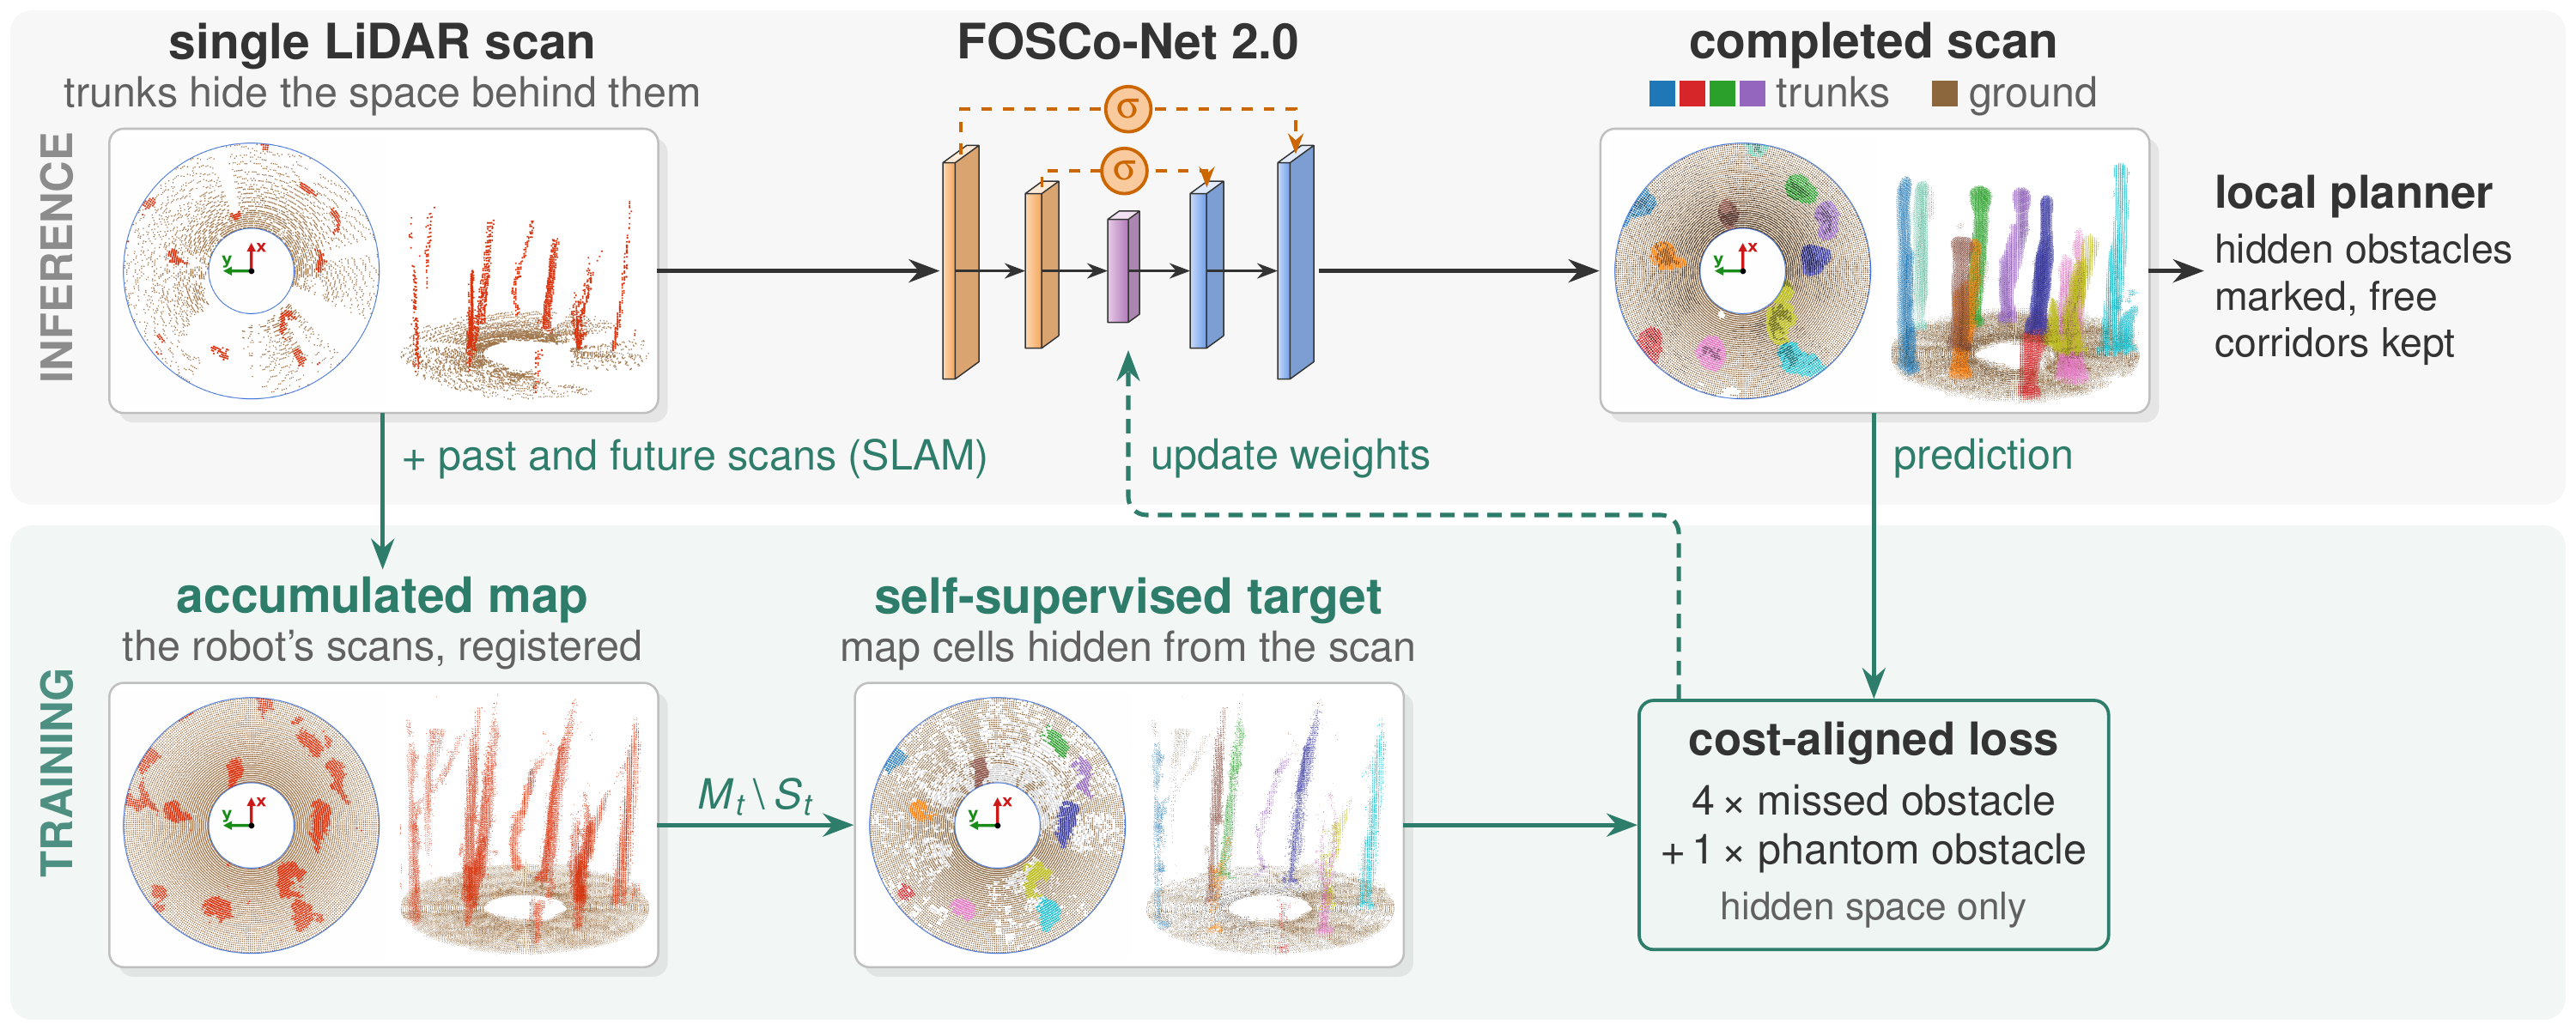 INFERENCE
single LiDAR scan
trunks hide the space behind them
y x
+ past and future scans (SLAM)
FOSCo-Net 2.0
σ
σ
update weights
completed scan
trunks ground
y x
prediction
local planner
hidden obstacles
marked, free
corridors kept
TRAINING
accumulated map
the robot's scans, registered
y x
M_t \ S_t
self-supervised target
map cells hidden from the scan
y x
cost-aligned loss
4 × missed obstacle
+ 1 × phantom obstacle
hidden space only